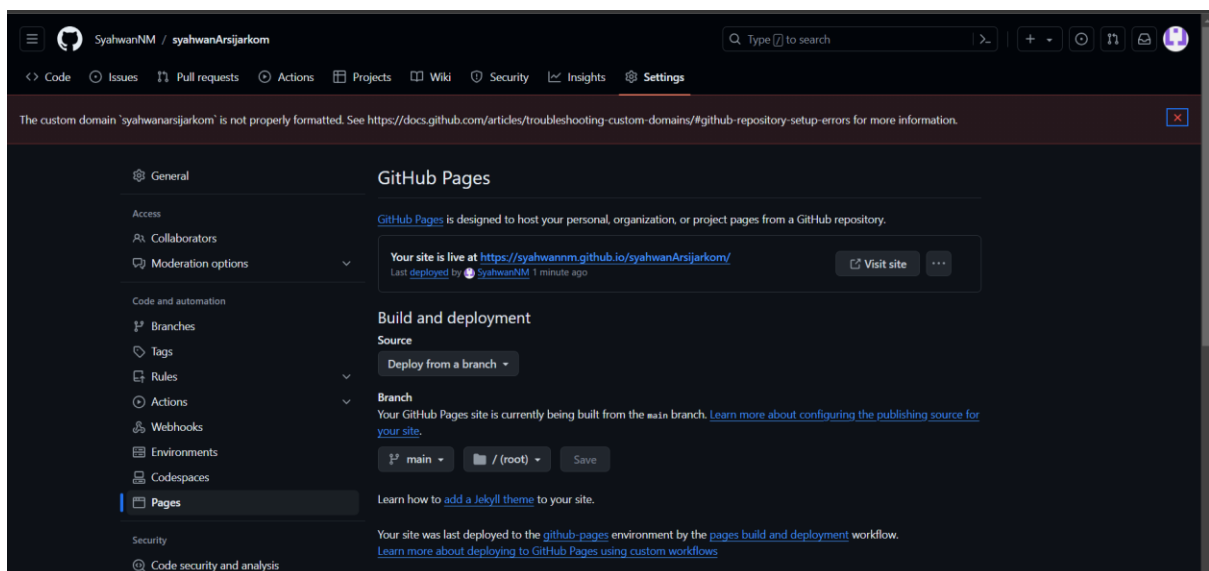 SyahwanNM / syahwanArsijarkom
Type / to search
Code Issues Pull requests Actions Projects Wiki Security Insights Settings
The custom domain `syahwanarsijarkom` is not properly formatted. See https://docs.github.com/articles/troubleshooting-custom-domains/#github-repository-setup-errors for more information.
General
Access
Collaborators
Moderation options
Code and automation
Branches
Tags
Rules
Actions
Webhooks
Environments
Codespaces
Pages
Security
Code security and analysis
GitHub Pages
GitHub Pages is designed to host your personal, organization, or project pages from a GitHub repository.
Your site is live at https://syahwannm.github.io/syahwanArsijarkom/
Last deployed by SyahwanNM 1 minute ago
Visit site
Build and deployment
Source
Deploy from a branch
Branch
Your GitHub Pages site is currently being built from the main branch. Learn more about configuring the publishing source for
your site.
main / (root) Save
Learn how to add a Jekyll theme to your site.
Your site was last deployed to the github-pages environment by the pages build and deployment workflow.
Learn more about deploying to GitHub Pages using custom workflows